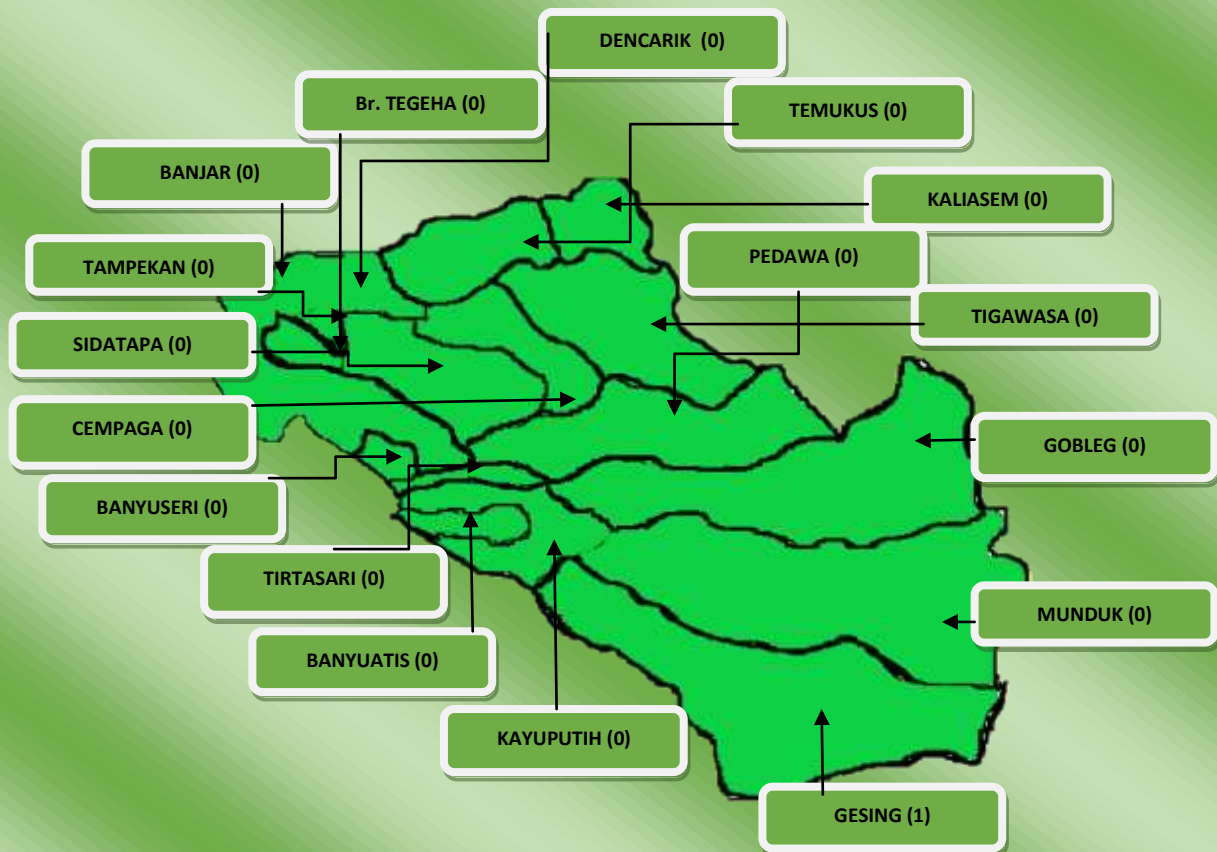 DENCARIK (0)
Br. TEGEHA (0)
TEMUKUS (0)
BANJAR (0)
KALIASEM (0)
TAMPEKAN (0)
PEDAWA (0)
TIGAWASA (0)
SIDATAPA (0)
CEMPAGA (0)
GOBLEG (0)
BANYUSERI (0)
TIRTASARI (0)
MUNDUK (0)
BANYUATIS (0)
KAYUPUTIH (0)
GESING (1)